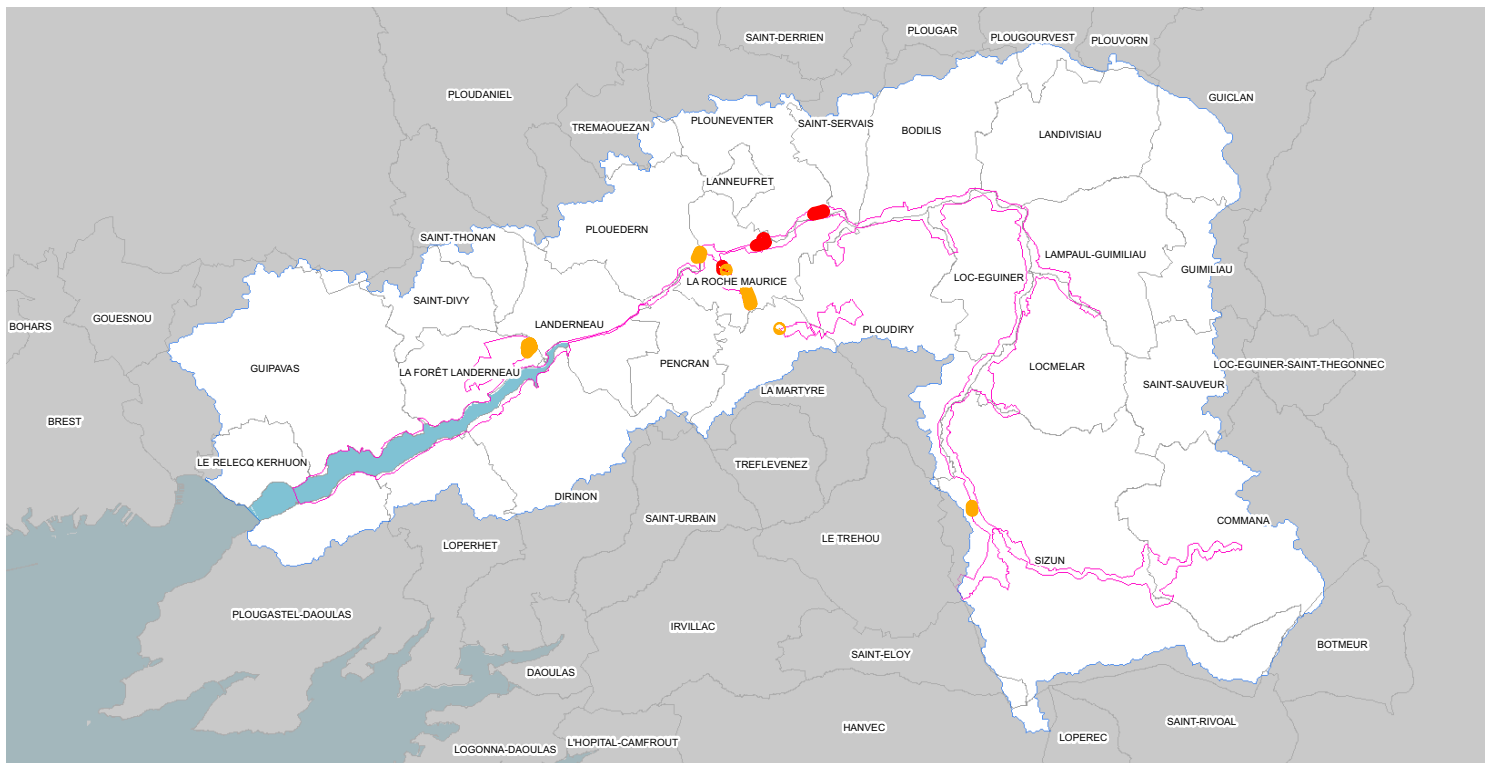 PLOUGAR
SAINT-DERRIEN
PLOUGOURVEST
PLOUVORN
PLOUDANIEL
GUICLAN
PLOUNEVENTER
SAINT-SERVAIS
TREMAOUEZAN
BODILIS
LANDIVISIAU
LANNEUFRET
PLOUEDERN
SAINT-THONAN
LAMPAUL-GUIMILIAU
LOC-EGUINER
GUIMILIAU
LA ROCHE MAURICE
SAINT-DIVY
GOUESNOU
BOHARS
LANDERNEAU
PLOUDIRY
PENCRAN
LOC-EGUINER-SAINT-THEGONNEC
GUIPAVAS
LA FORÊT LANDERNEAU
LOCMELAR
SAINT-SAUVEUR
LA MARTYRE
BREST
LE RELECQ KERHUON
TREFLEVENEZ
DIRINON
SAINT-URBAIN
COMMANA
LE TREHOU
LOPERHET
SIZUN
PLOUGASTEL-DAOULAS
IRVILLAC
BOTMEUR
SAINT-ELOY
DAOULAS
SAINT-RIVOAL
HANVEC
LOPEREC
L'HOPITAL-CAMFROUT
LOGONNA-DAOULAS